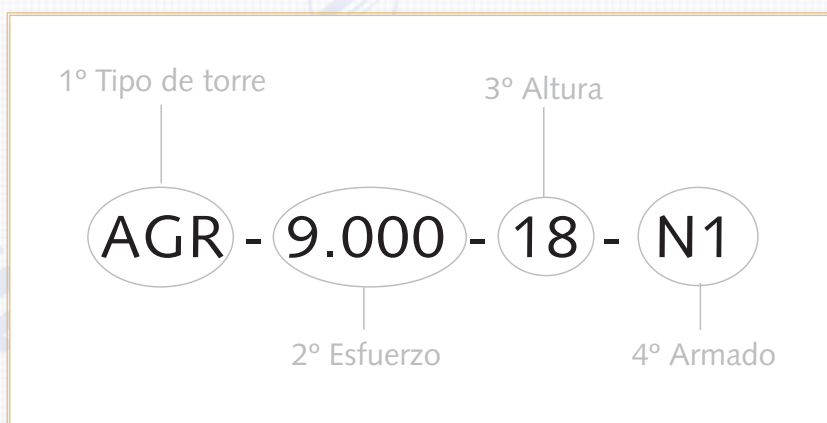 1º Tipo de torre
3º Altura
AGR - 9.000 - 18 - N1
2º Esfuerzo
4º Armado